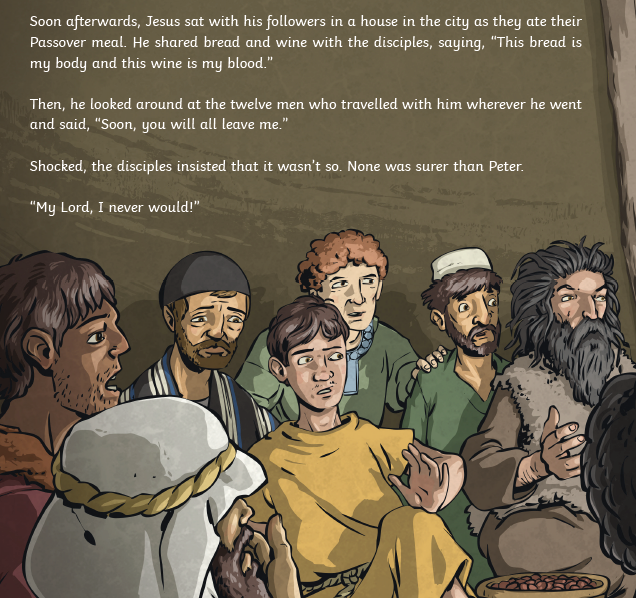 Soon afterwards, Jesus sat with his followers in a house in the city as they ate their
Passover meal. He shared bread and wine with the disciples, saying, “This bread is
my body and this wine is my blood.”
Then, he looked around at the twelve men who travelled with him wherever he went
and said, “Soon, you will all leave me.”
Shocked, the disciples insisted that it wasn’t so. None was surer than Peter.
“My Lord, I never would!”